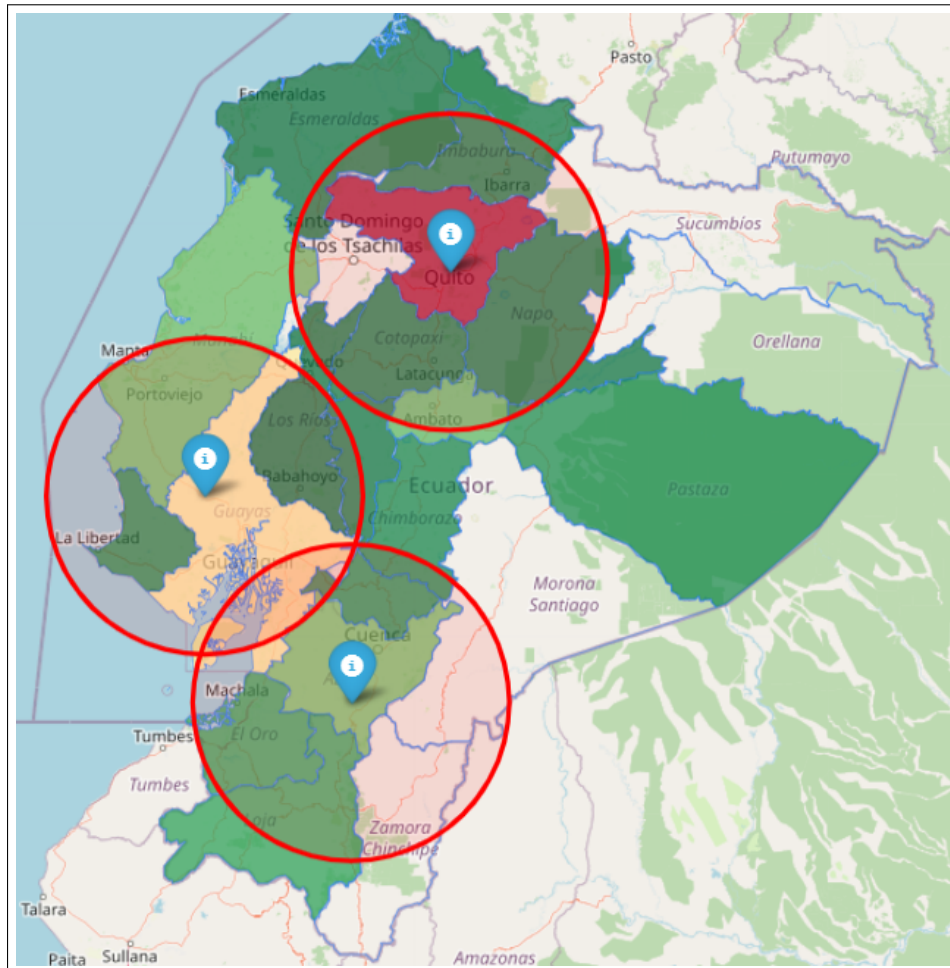 Pasto
Esmeraldas
Esmeraldas
Imbabura
Putumayo
Ibarra
Santo Domingo
de los Tsachilas
Sucumbíos
i
Quito
Napo
Manabí
Cotopaxi
Orellana
Manta
Latacunga
Portoviejo
Los Ríos
Ambato
i
Babahoyo
Ecuador
Pastaza
Guayas
Chimborazo
La Libertad
Guayaquil
Morona
Santiago
Cuenca
i
Machala
El Oro
Tumbes
Tumbes
Loja
Zamora
Chinchipe
Talara
Paita
Sullana
Amazonas